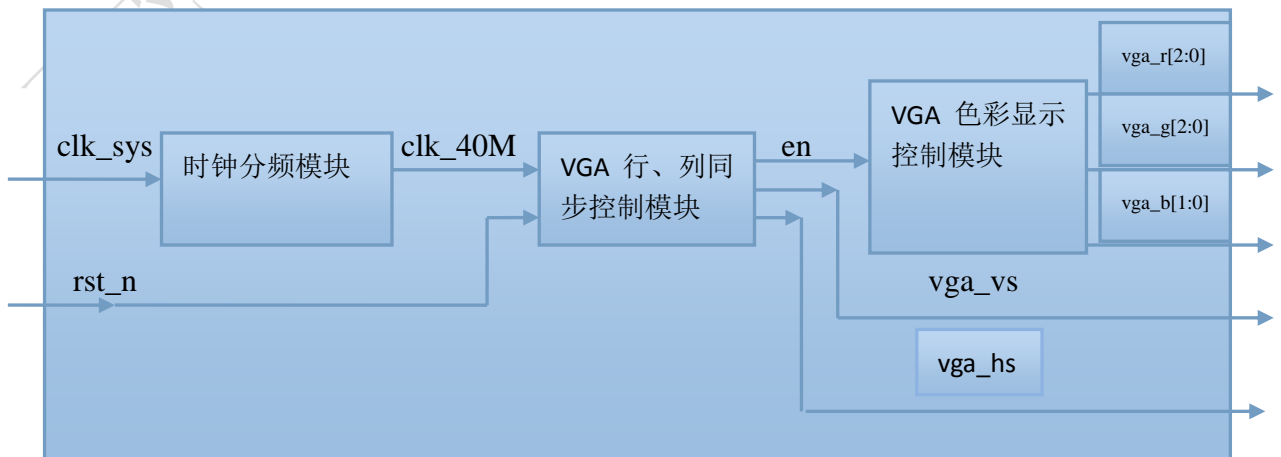 vga_r[2:0]
VGA 色彩显示
控制模块
vga_g[2:0]
clk_sys
时钟分频模块
clk_40M
VGA 行、列同
步控制模块
en
vga_b[1:0]
rst_n
vga_vs
vga_hs